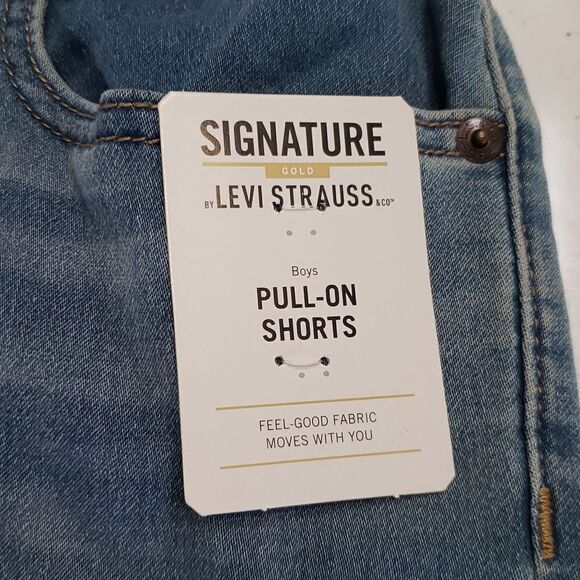 SIGNATURE
GOLD
BY LEVI STRAUSS & CO™
Boys
PULL-ON
SHORTS
FEEL-GOOD FABRIC
MOVES WITH YOU